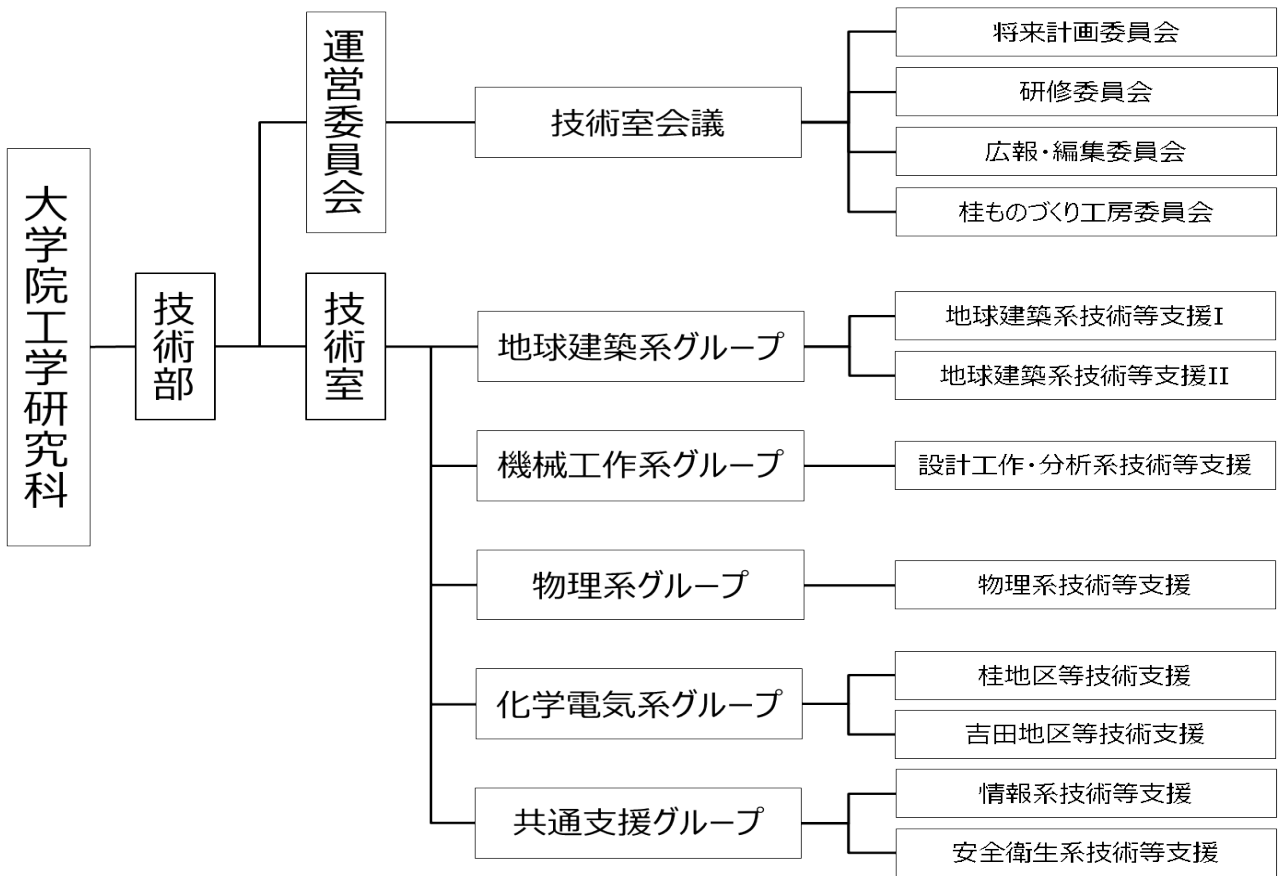 大学院工学研究科
技術部
運営委員会
技術室会議
将来計画委員会
研修委員会
広報・編集委員会
桂ものづくり工房委員会
技術室
地球建築系グループ
地球建築系技術等支援I
地球建築系技術等支援II
機械工作系グループ
設計工作・分析系技術等支援
物理系グループ
物理系技術等支援
化学電気系グループ
桂地区等技術支援
吉田地区等技術支援
共通支援グループ
情報系技術等支援
安全衛生系技術等支援